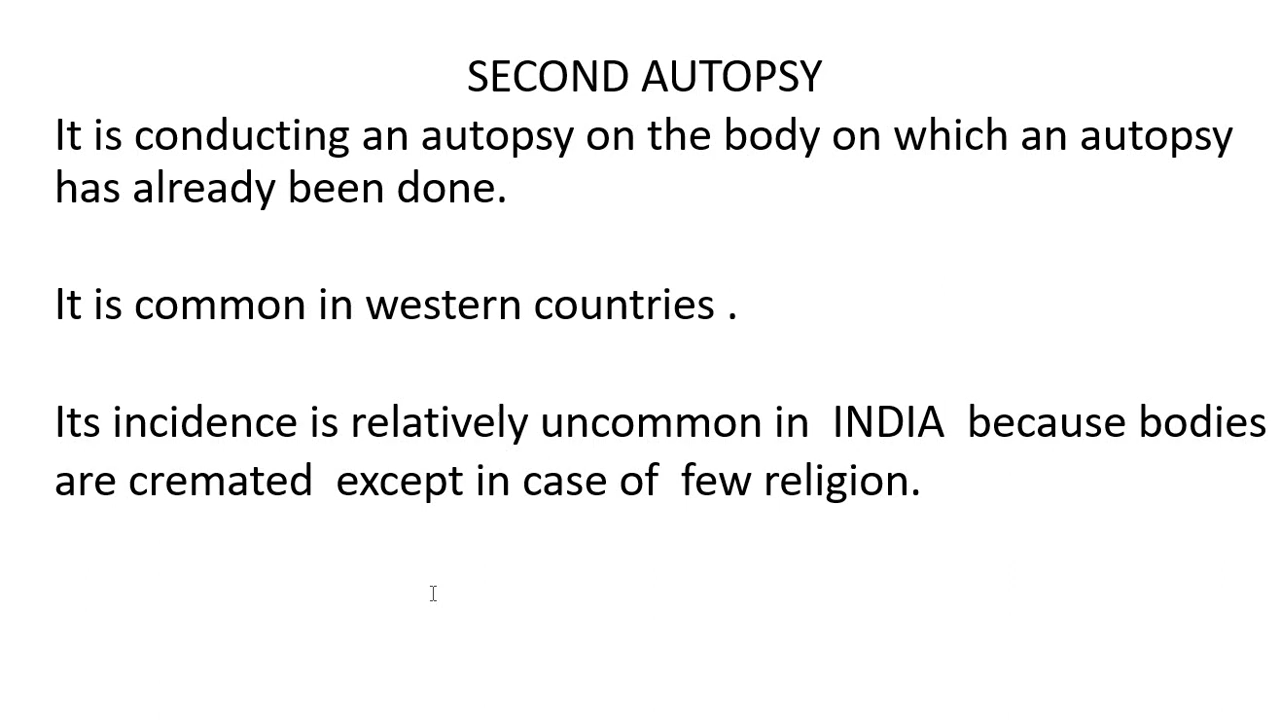 SECOND AUTOPSY
It is conducting an autopsy on the body on which an autopsy
has already been done.
It is common in western countries .
Its incidence is relatively uncommon in  INDIA  because bodies
are cremated  except in case of  few religion.